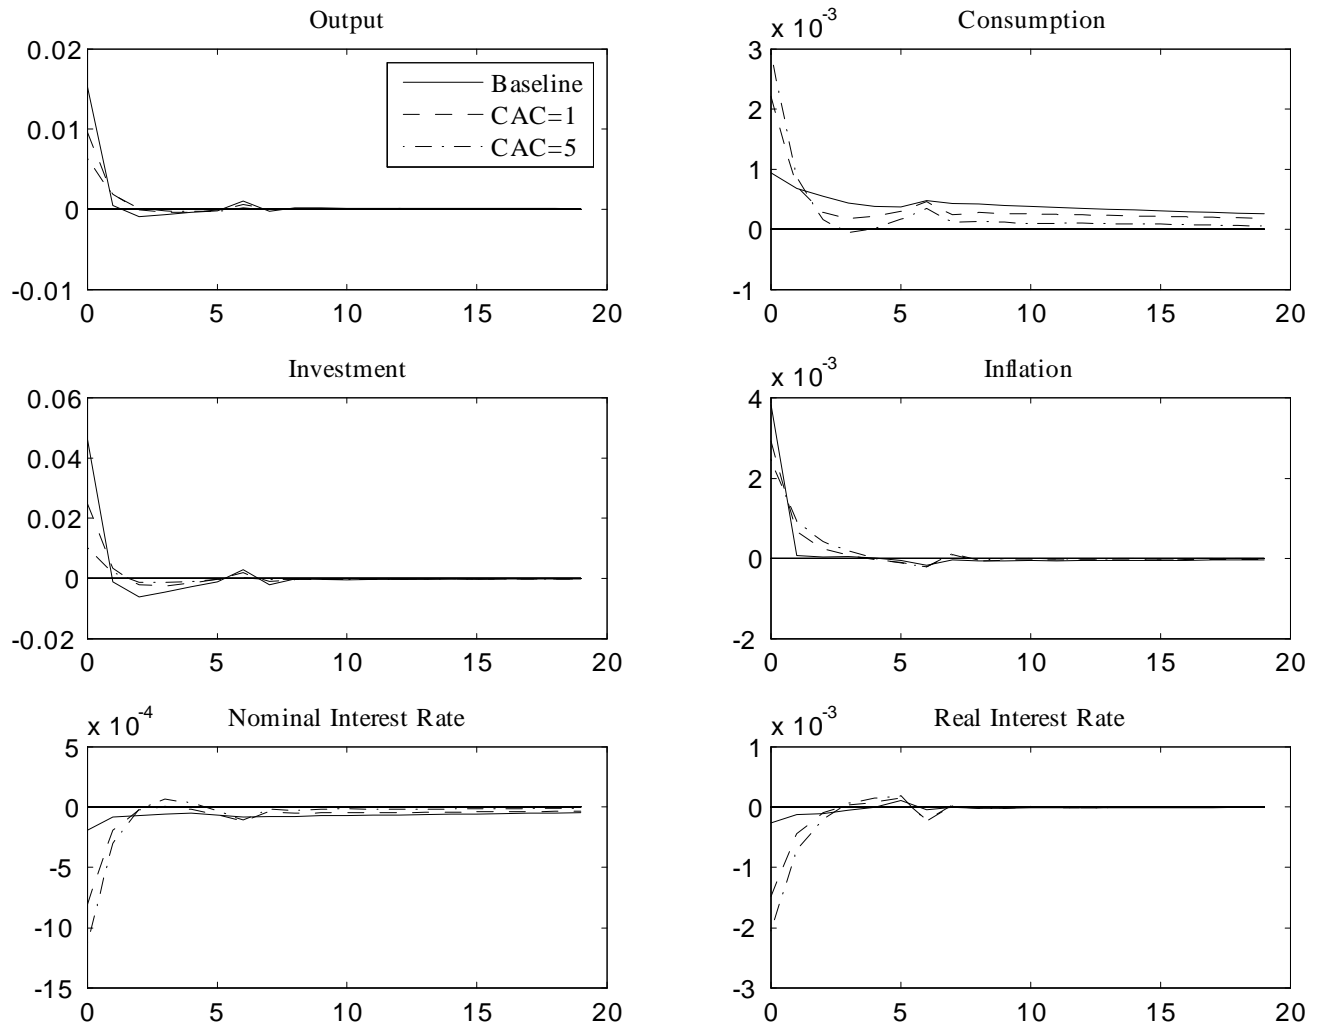 Output
0.02
0.01
0
-0.01
0 5 10 15 20
Baseline
CAC=1
CAC=5
Consumption
x 10-3
3
2
1
0
-1
0 5 10 15 20
Investment
0.06
0.04
0.02
0
-0.02
0 5 10 15 20
Inflation
x 10-3
4
2
0
-2
0 5 10 15 20
Nominal Interest Rate
x 10-4
5
0
-5
-10
-15
0 5 10 15 20
Real Interest Rate
x 10-3
1
0
-1
-2
-3
0 5 10 15 20